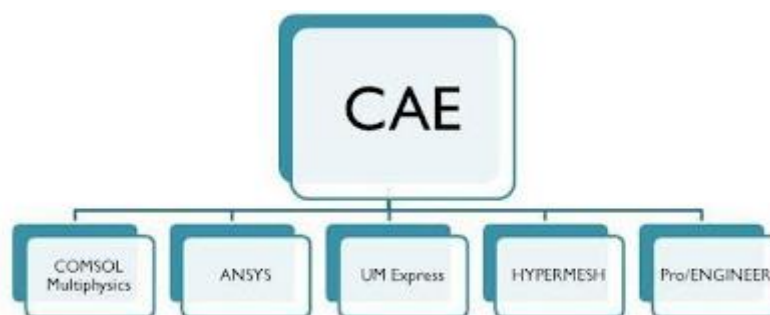 CAE
COMSOL
Multiphysics
ANSYS
UM Express
HYPERMESH
Pro/ENGINEER